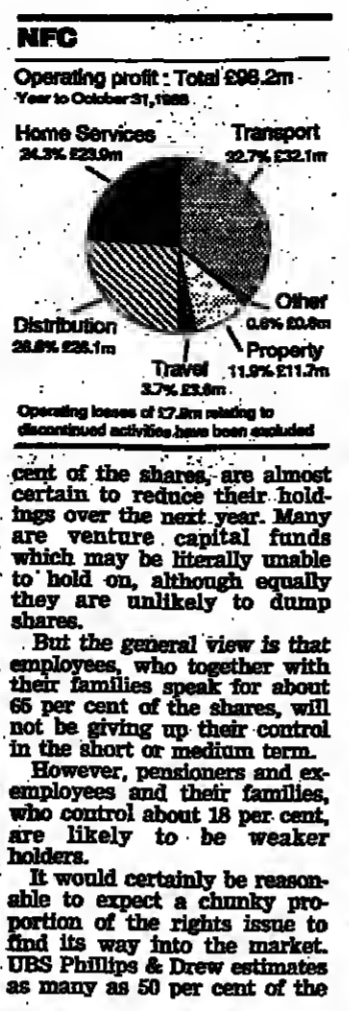 NFC
Operating profit : Total £98.2m
Year to October 31, 1988
Home Services
24.3% £23.9m
Transport
32.7% £32.1m
Other
0.8% £0.8m
Distribution
26.6% £26.1m
Property
11.9% £11.7m
Travel
3.7% £3.6m
Operating losses of £7.9m relating to
discontinued activities have been excluded
cent of the shares, are almost
certain to reduce their hold-
ings over the next year. Many
are venture capital funds
which may be literally unable
to hold on, although equally
they are unlikely to dump
shares.
But the general view is that
employees, who together with
their families speak for about
65 per cent of the shares, will
not be giving up their control
in the short or medium term.
However, pensioners and ex-
employees and their families,
who control about 18 per cent,
are likely to be weaker
holders.
It would certainly be reason-
able to expect a chunky pro-
portion of the rights issue to
find its way into the market.
UBS Phillips & Drew estimates
as many as 50 per cent of the